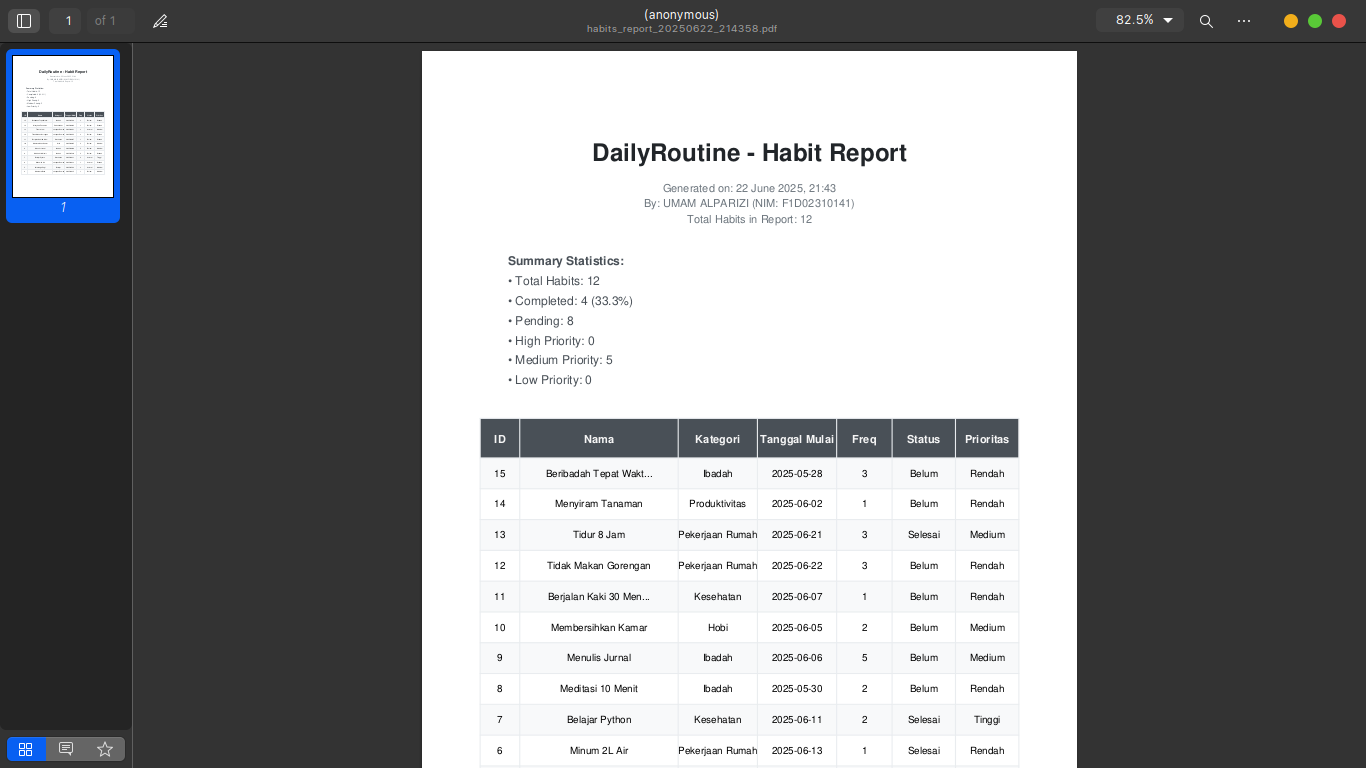 1 of 1
(anonymous)
habits_report_20250622_214358.pdf
82.5%
1
DailyRoutine - Habit Report
Generated on: 22 June 2025, 21:43
By: UMAM ALPARIZI (NIM: F1D02310141)
Total Habits in Report: 12
Summary Statistics:
• Total Habits: 12
• Completed: 4 (33.3%)
• Pending: 8
• High Priority: 0
• Medium Priority: 5
• Low Priority: 0
ID Nama Kategori Tanggal Mulai Freq Status Prioritas
15 Beribadah Tepat Wakt... Ibadah 2025-05-28 3 Belum Rendah
14 Menyiram Tanaman Produktivitas 2025-06-02 1 Belum Rendah
13 Tidur 8 Jam Pekerjaan Rumah 2025-06-21 3 Selesai Medium
12 Tidak Makan Gorengan Pekerjaan Rumah 2025-06-22 3 Belum Rendah
11 Berjalan Kaki 30 Men... Kesehatan 2025-06-07 1 Belum Rendah
10 Membersihkan Kamar Hobi 2025-06-05 2 Belum Medium
9 Menulis Jurnal Ibadah 2025-06-06 5 Belum Medium
8 Meditasi 10 Menit Ibadah 2025-05-30 2 Belum Rendah
7 Belajar Python Kesehatan 2025-06-11 2 Selesai Tinggi
6 Minum 2L Air Pekerjaan Rumah 2025-06-13 1 Selesai Rendah